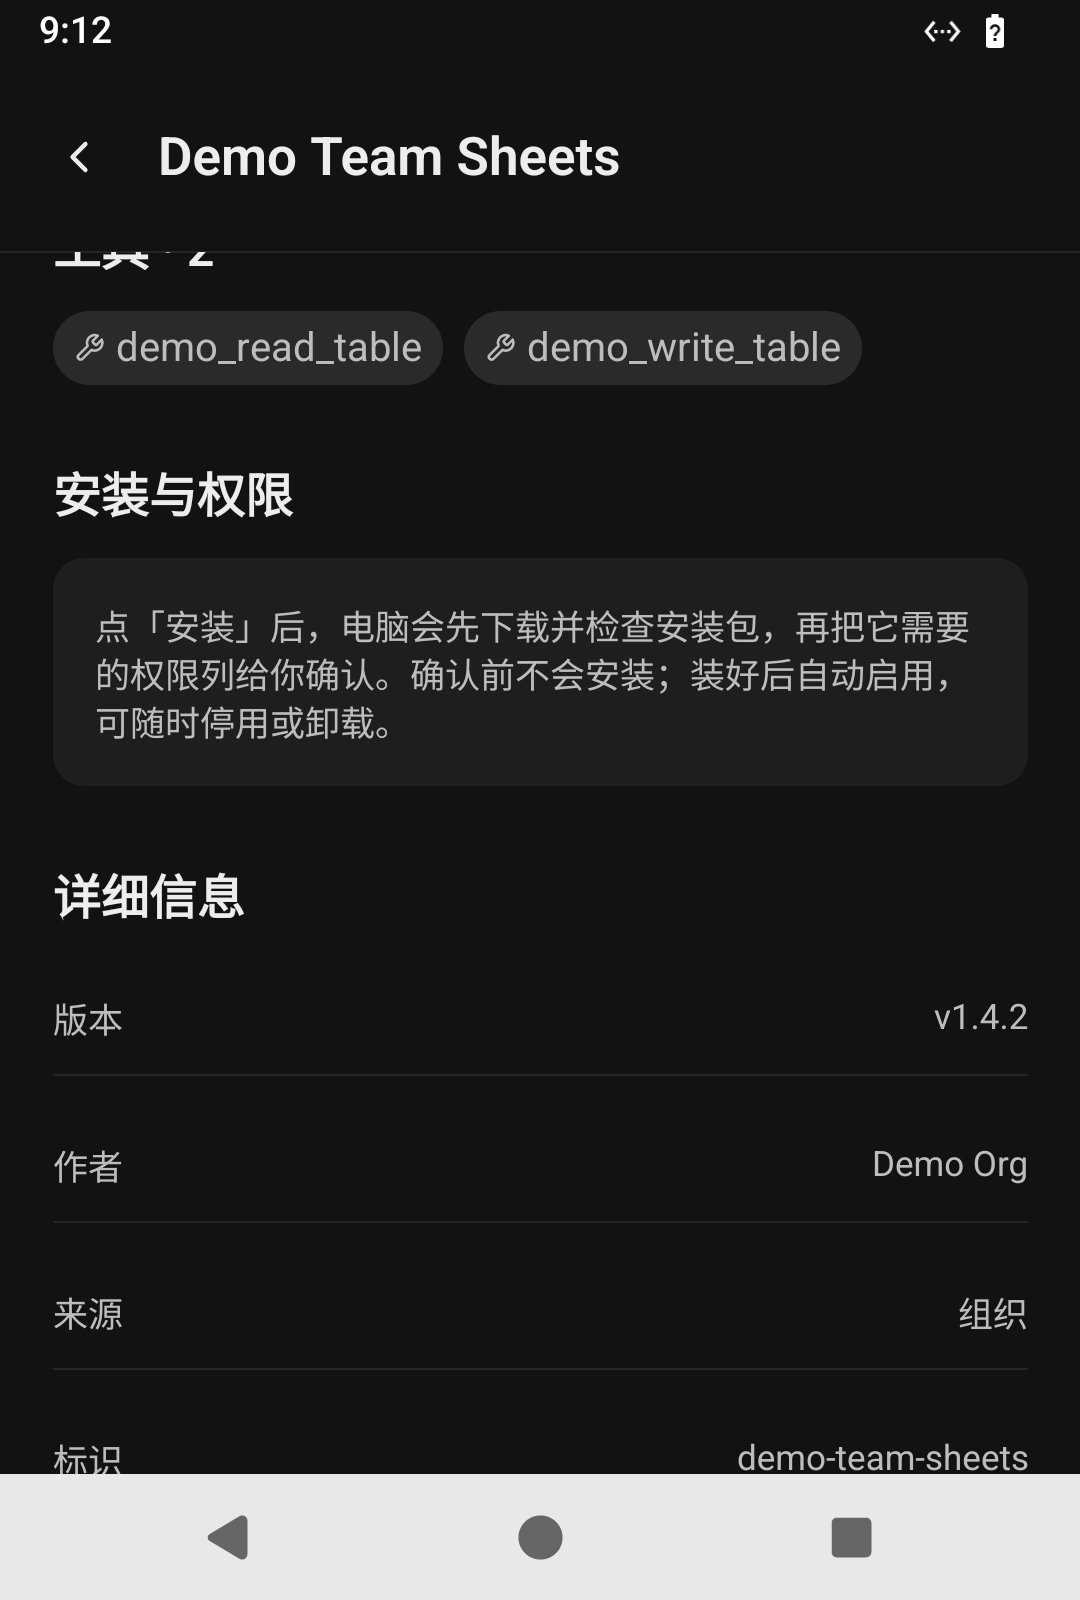 9:12
Demo Team Sheets
工具 · 2
demo_read_table
demo_write_table
安装与权限
点「安装」后，电脑会先下载并检查安装包，再把它需要
的权限列给你确认。确认前不会安装；装好后自动启用，
可随时停用或卸载。
详细信息
版本
v1.4.2
作者
Demo Org
来源
组织
标识
demo-team-sheets